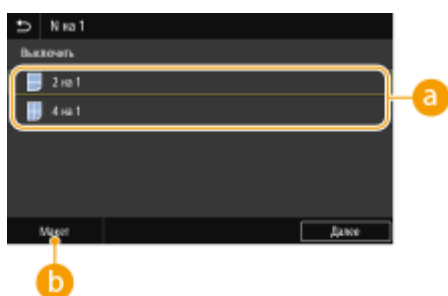 N на 1
Выключить
2 на 1
4 на 1
a
Макет
Далее
b